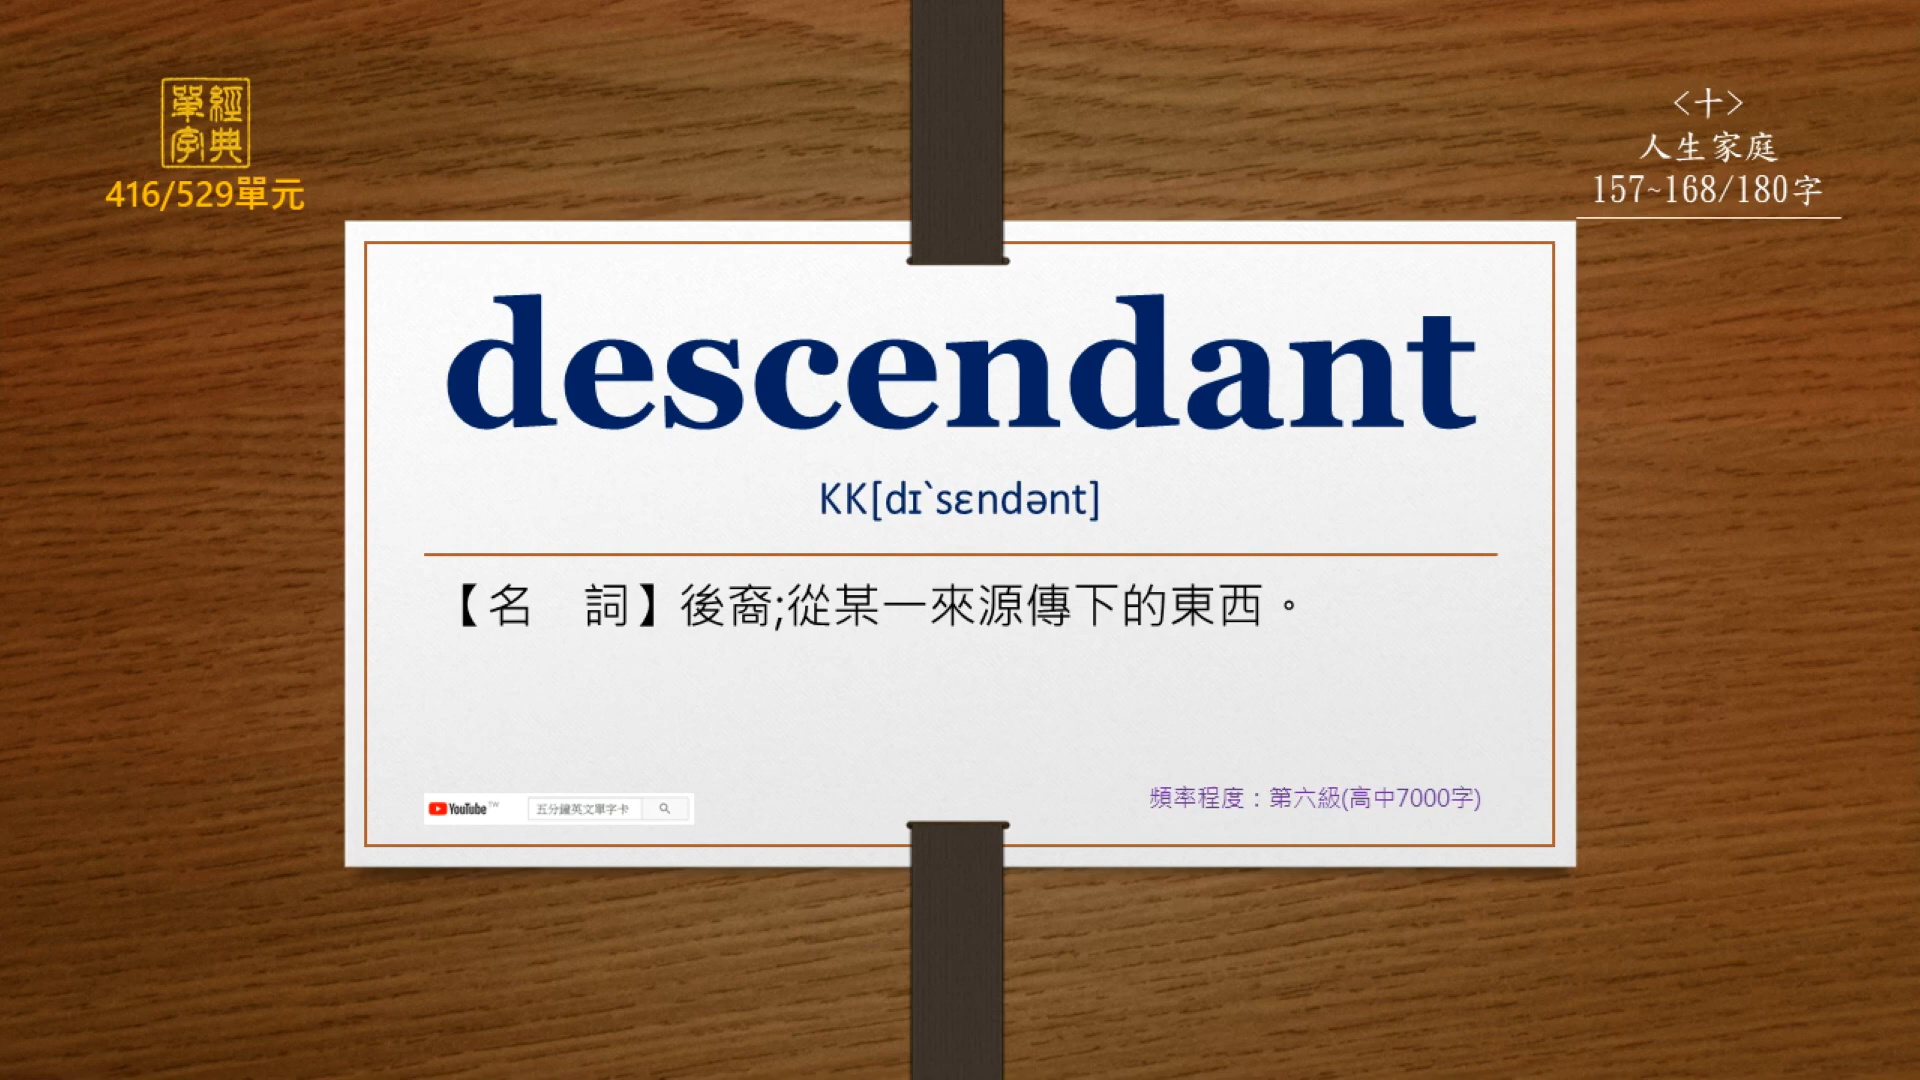 經典單字
416/529單元
<十>
人生家庭
157~168/180字
descendant
KK[dɪˋsɛndənt]
【名　詞】後裔;從某一來源傳下的東西。
YouTube TW
五分鐘英文單字卡
頻率程度：第六級(高中7000字)